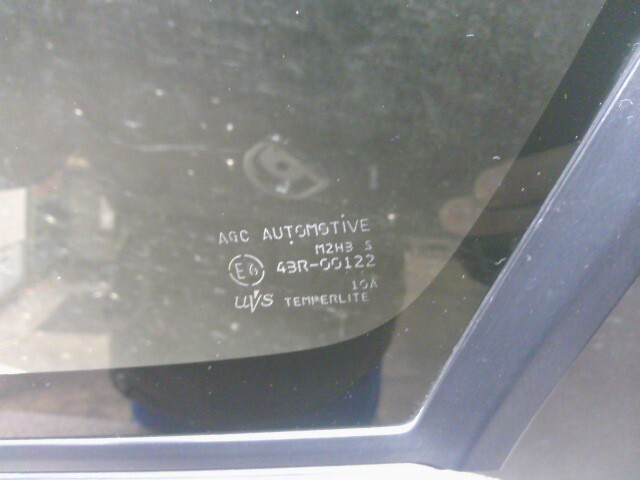 AGC AUTOMOTIVE
M2H3 S
E6 43R-00122
10A
UVS TEMPERLITE